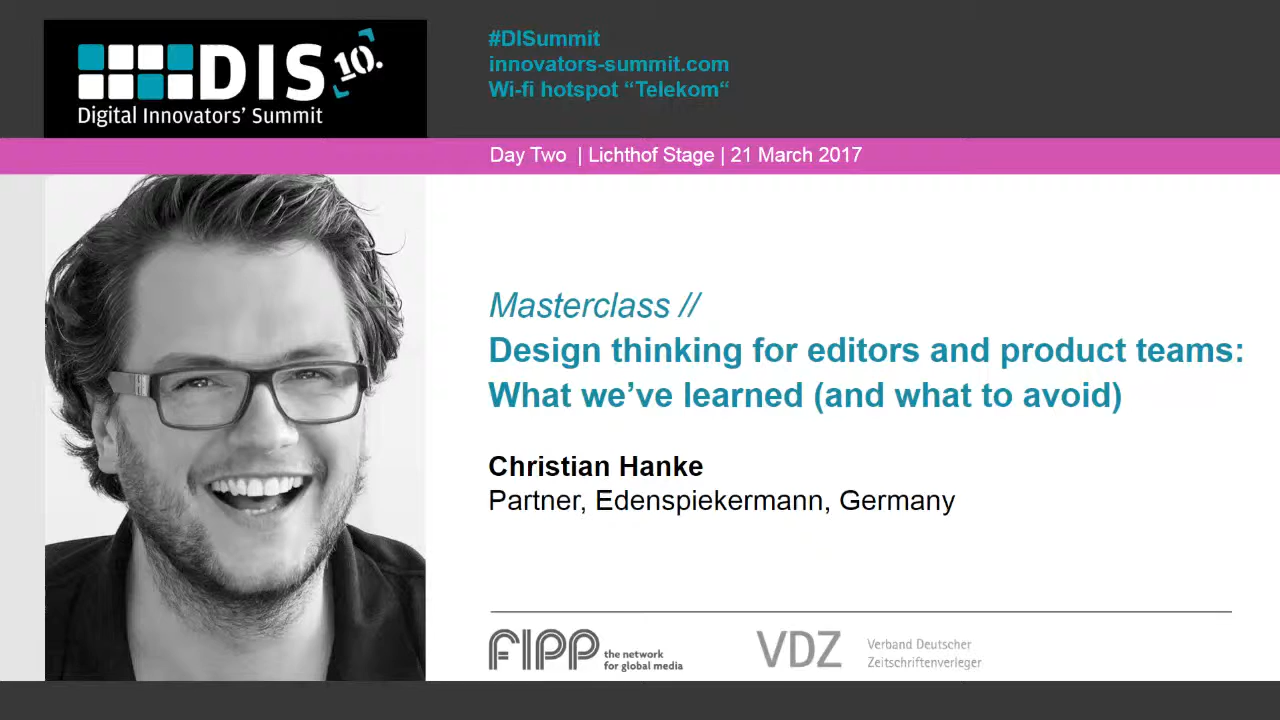 DIS 10.
Digital Innovators’ Summit
#DISummit
innovators-summit.com
Wi-fi hotspot “Telekom“
Day Two | Lichthof Stage | 21 March 2017
Masterclass //
Design thinking for editors and product teams:
What we’ve learned (and what to avoid)
Christian Hanke
Partner, Edenspiekermann, Germany
FIPP the network
for global media
VDZ Verband Deutscher
Zeitschriftenverleger